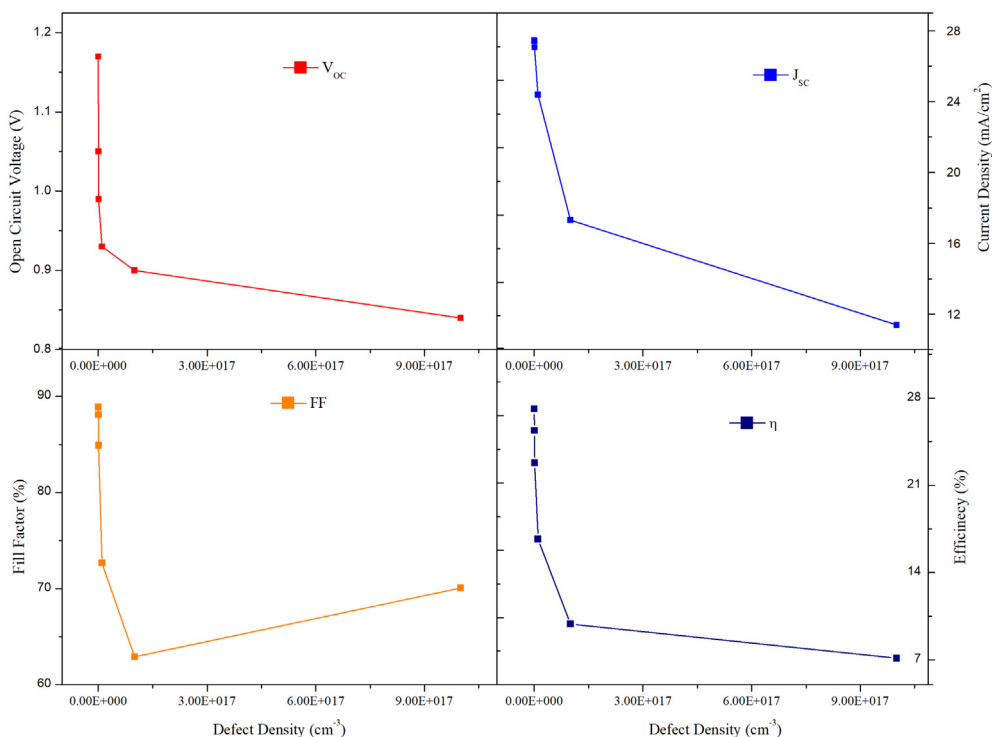 1.2
1.1
1.0
0.9
0.8
Open Circuit Voltage (V)
V_OC
0.00E+000 3.00E+017 6.00E+017 9.00E+017
28
24
20
16
12
Current Density (mA/cm²)
J_SC
0.00E+000 3.00E+017 6.00E+017 9.00E+017
90
80
70
60
Fill Factor (%)
FF
0.00E+000 3.00E+017 6.00E+017 9.00E+017
Defect Density (cm⁻³)
28
21
14
7
Efficinecy (%)
η
0.00E+000 3.00E+017 6.00E+017 9.00E+017
Defect Density (cm⁻³)